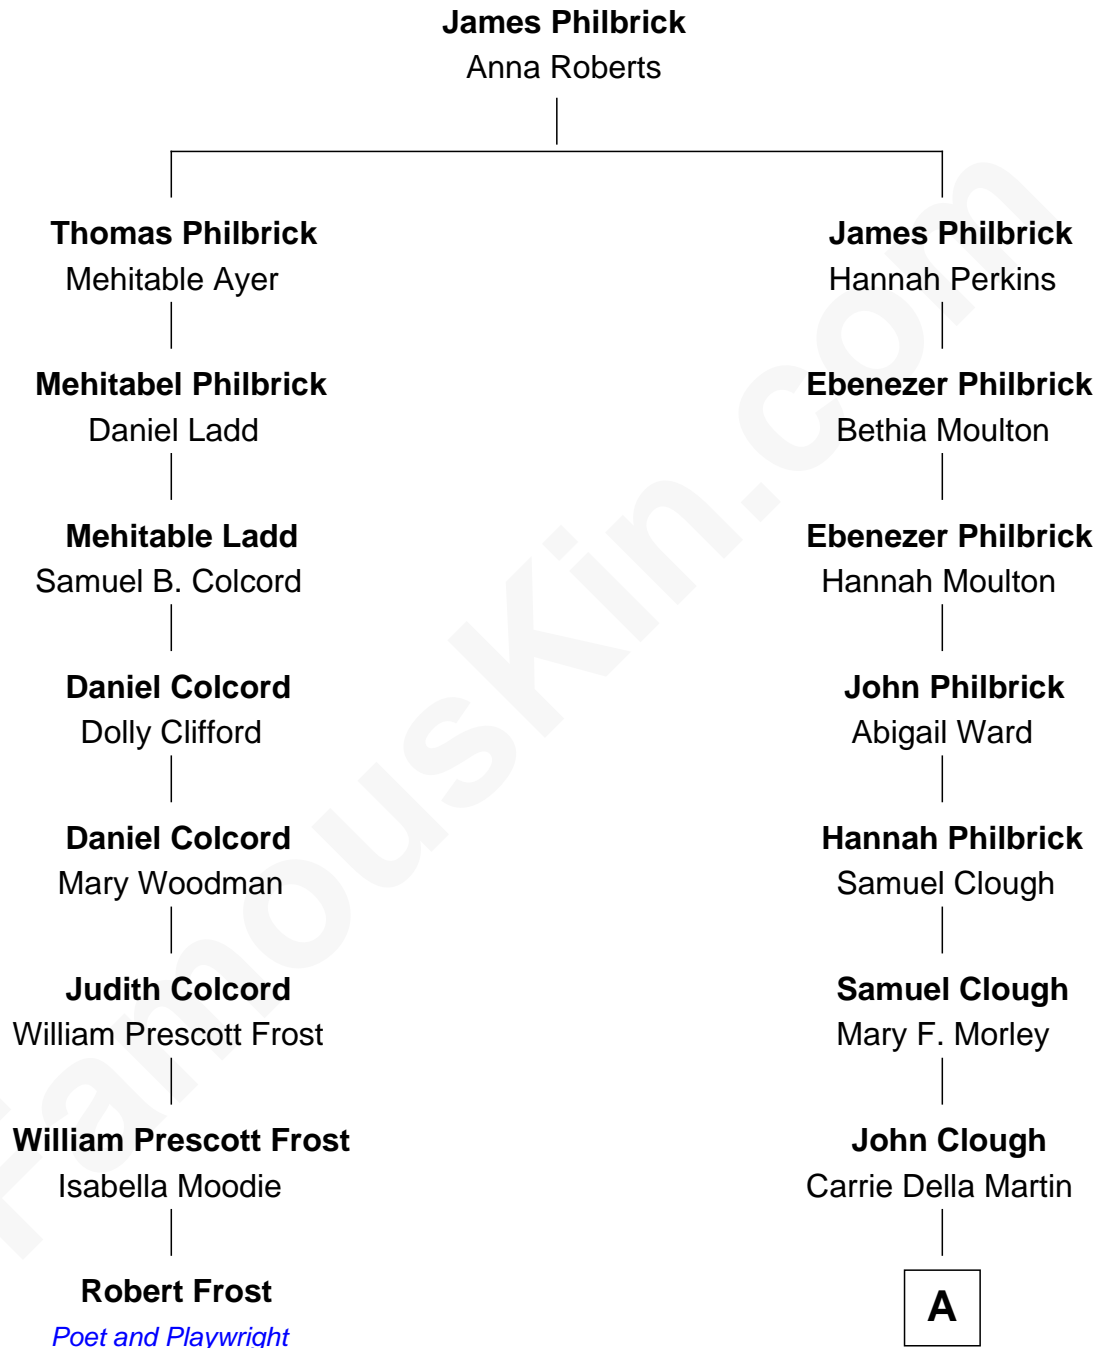 James Philbrick
Anna Roberts
Thomas Philbrick
Mehitable Ayer
Mehitabel Philbrick
Daniel Ladd
Mehitable Ladd
Samuel B. Colcord
Daniel Colcord
Dolly Clifford
Daniel Colcord
Mary Woodman
Judith Colcord
William Prescott Frost
William Prescott Frost
Isabella Moodie
Robert Frost
Poet and Playwright
James Philbrick
Hannah Perkins
Ebenezer Philbrick
Bethia Moulton
Ebenezer Philbrick
Hannah Moulton
John Philbrick
Abigail Ward
Hannah Philbrick
Samuel Clough
Samuel Clough
Mary F. Morley
John Clough
Carrie Della Martin
A
FamousKin.com